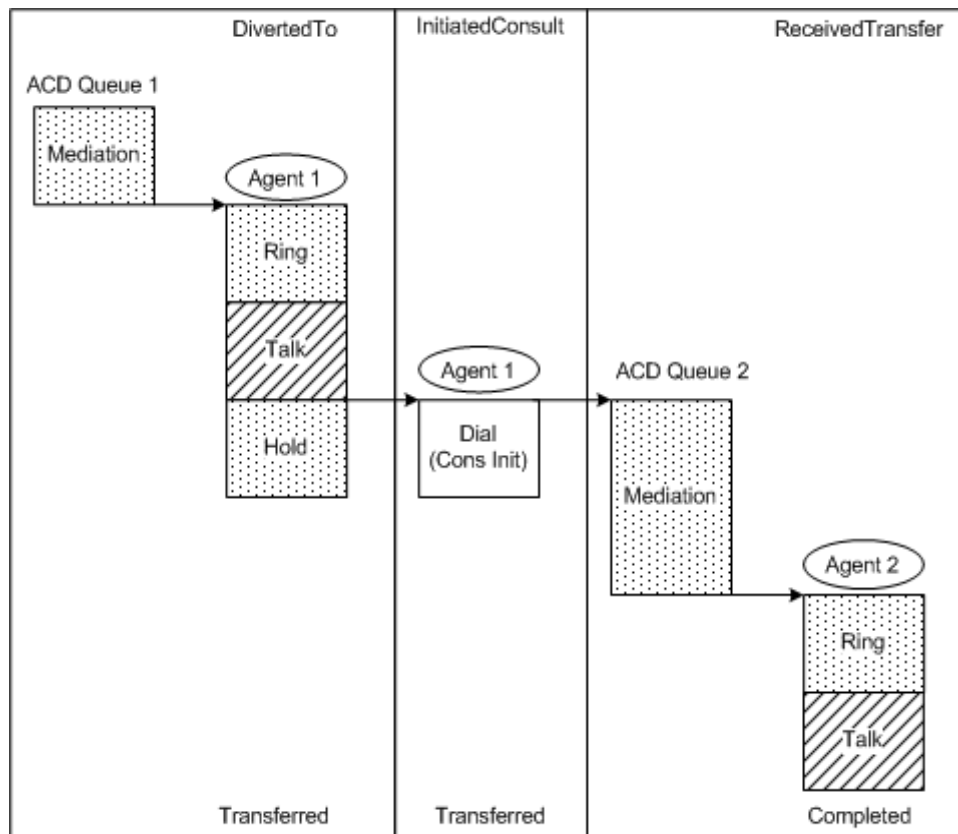 DivertedTo
ACD Queue 1
Mediation
Agent 1
Ring
Talk
Hold
Transferred
InitiatedConsult
Agent 1
Dial
(Cons Init)
Transferred
ReceivedTransfer
ACD Queue 2
Mediation
Agent 2
Ring
Talk
Completed